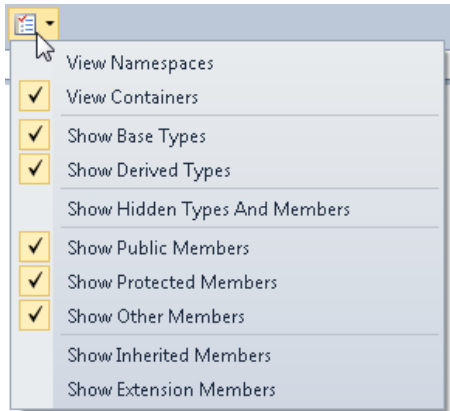 View Namespaces
View Containers
Show Base Types
Show Derived Types
Show Hidden Types And Members
Show Public Members
Show Protected Members
Show Other Members
Show Inherited Members
Show Extension Members